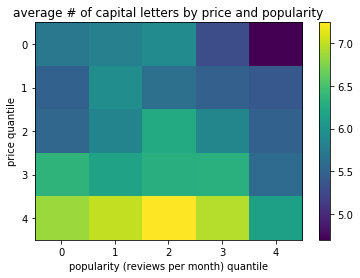 average # of capital letters by price and popularity
0
1
2
3
4
price quantile
0 1 2 3 4
popularity (reviews per month) quantile
7.0
6.5
6.0
5.5
5.0